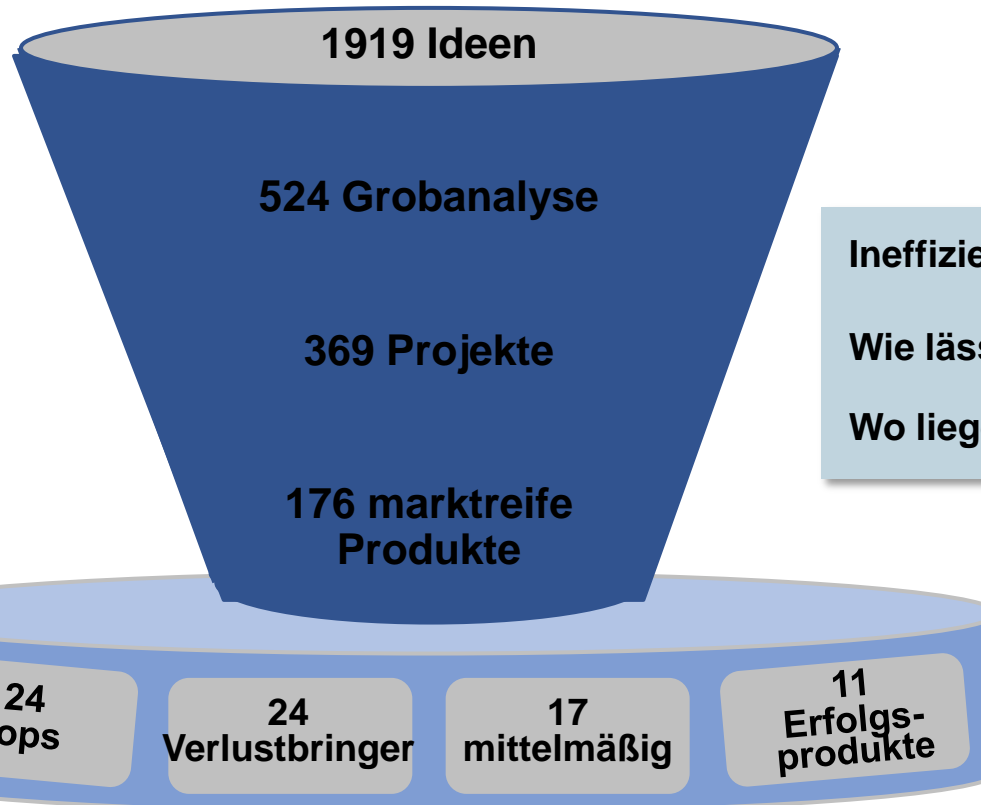 1919 Ideen
524 Grobanalyse
369 Projekte
176 marktreife
Produkte
Ineffizie
Wie läss
Wo lieg
24
ops
24
Verlustbringer
17
mittelmäßig
11
Erfolgs-
produkte